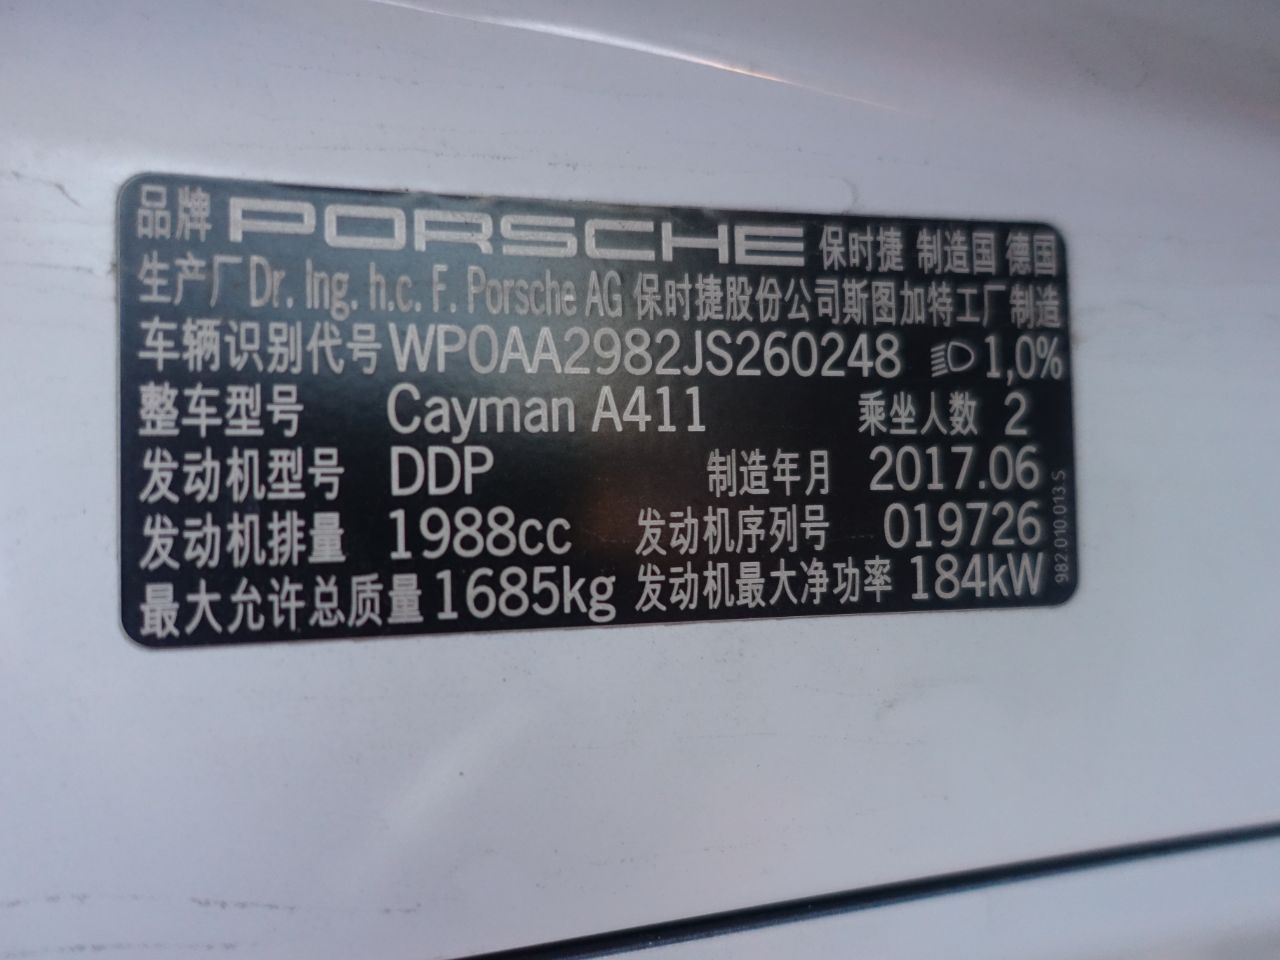 品牌 PORSCHE 保时捷 制造国 德国
生产厂 Dr. Ing. h.c. F. Porsche AG 保时捷股份公司斯图加特工厂 制造
车辆识别代号 WP0AA2982JS260248 1,0%
整车型号 Cayman A411 乘坐人数 2
发动机型号 DDP 制造年月 2017.06
发动机排量 1988cc 发动机序列号 019726
最大允许总质量 1685kg 发动机最大净功率 184kW
982 010 013 S